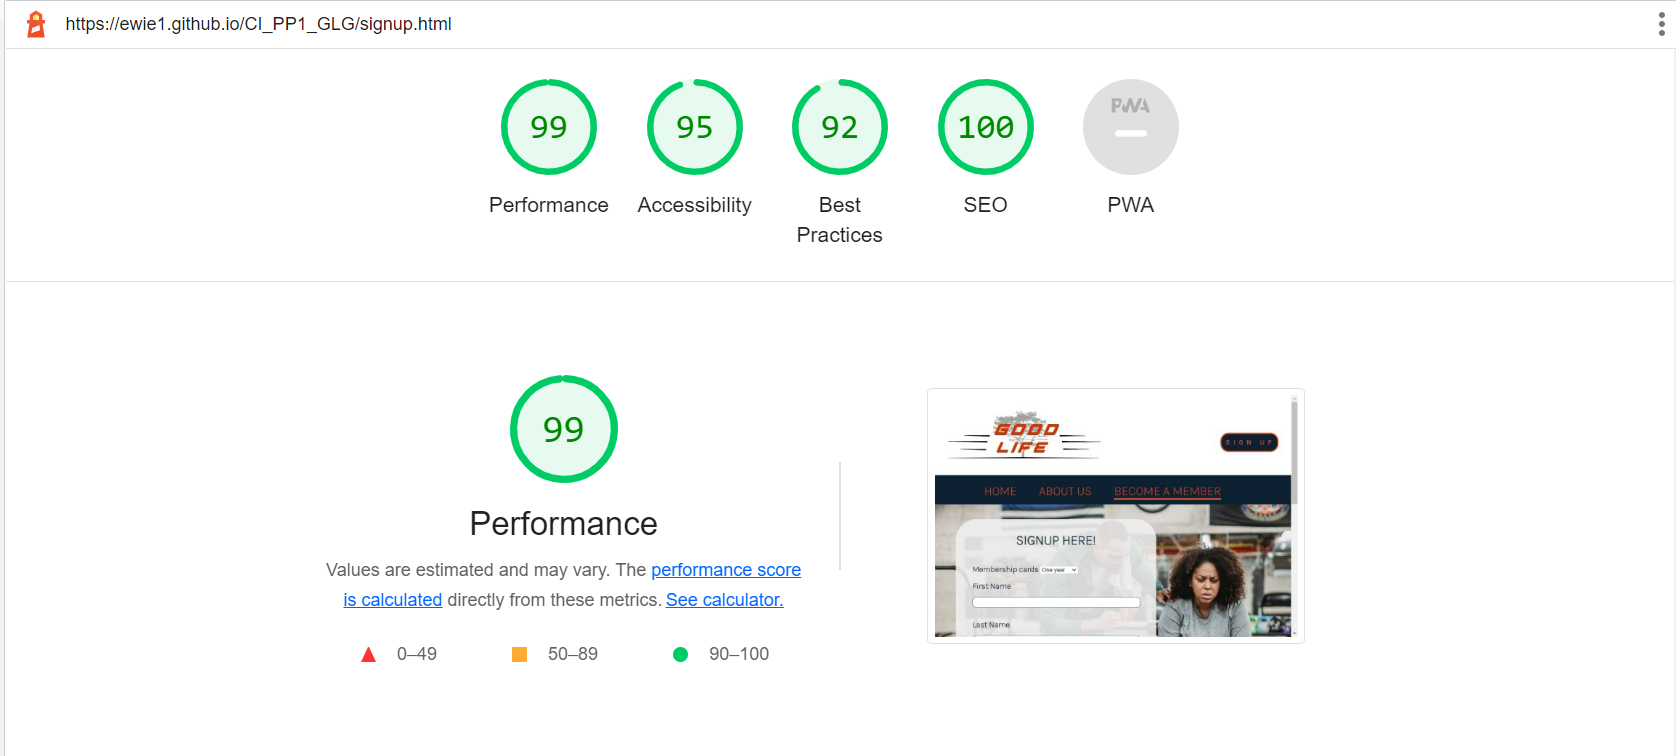 https://ewie1.github.io/CI_PP1_GLG/signup.html
99
95
92
100
PWA
Performance
Accessibility
Best
Practices
SEO
PWA
99
Performance
Values are estimated and may vary. The performance score
is calculated directly from these metrics. See calculator.
0–49
50–89
90–100
GOOD
LIFE
SIGN UP
HOME
ABOUT US
BECOME A MEMBER
SIGNUP HERE!
Membership cards One year
First Name
Last Name